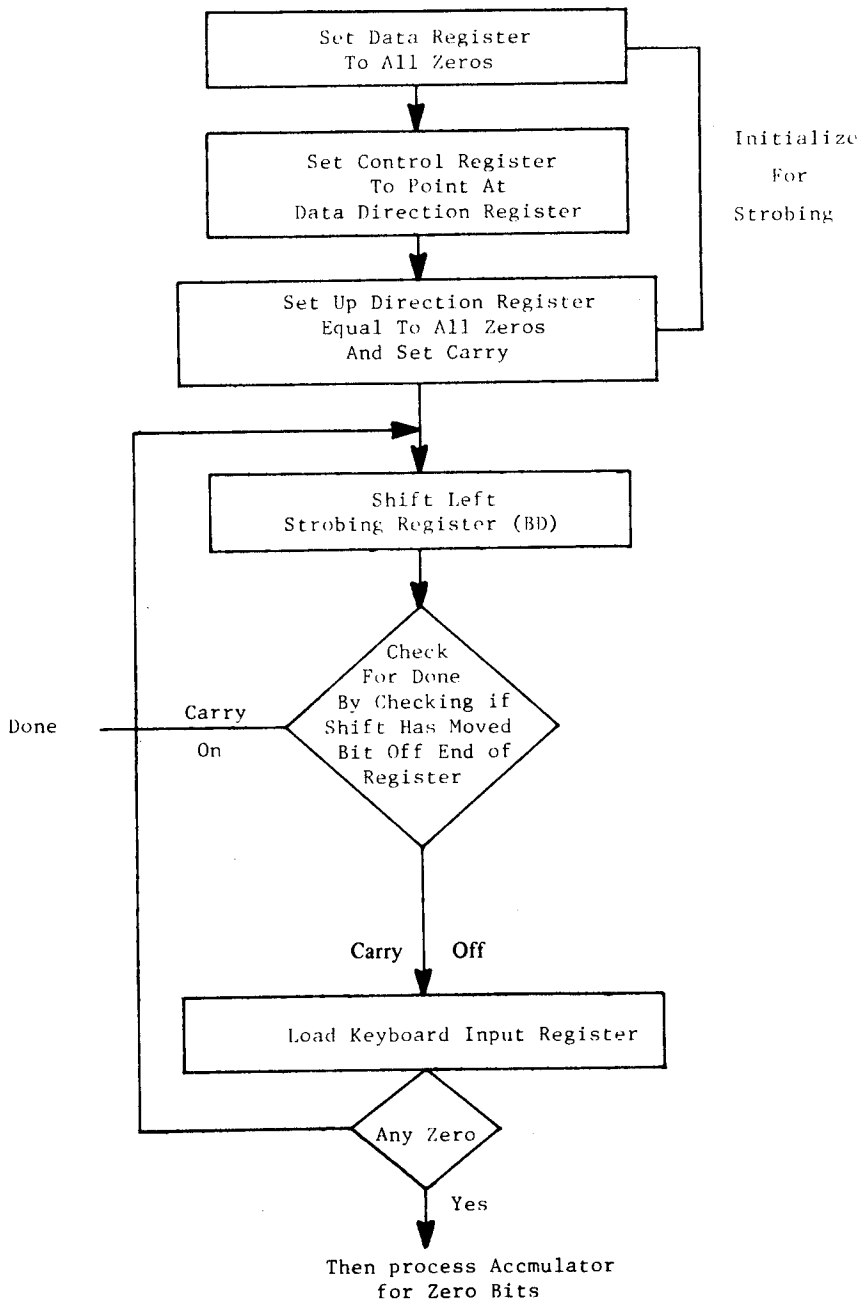 Set Data Register
To All Zeros
Initialize
For
Strobing
Set Control Register
To Point At
Data Direction Register
Set Up Direction Register
Equal To All Zeros
And Set Carry
Shift Left
Strobing Register (BD)
Check
For Done
By Checking if
Shift Has Moved
Bit Off End of
Register
Done
Carry
On
Carry Off
Load Keyboard Input Register
Any Zero
Yes
Then process Accmulator
for Zero Bits